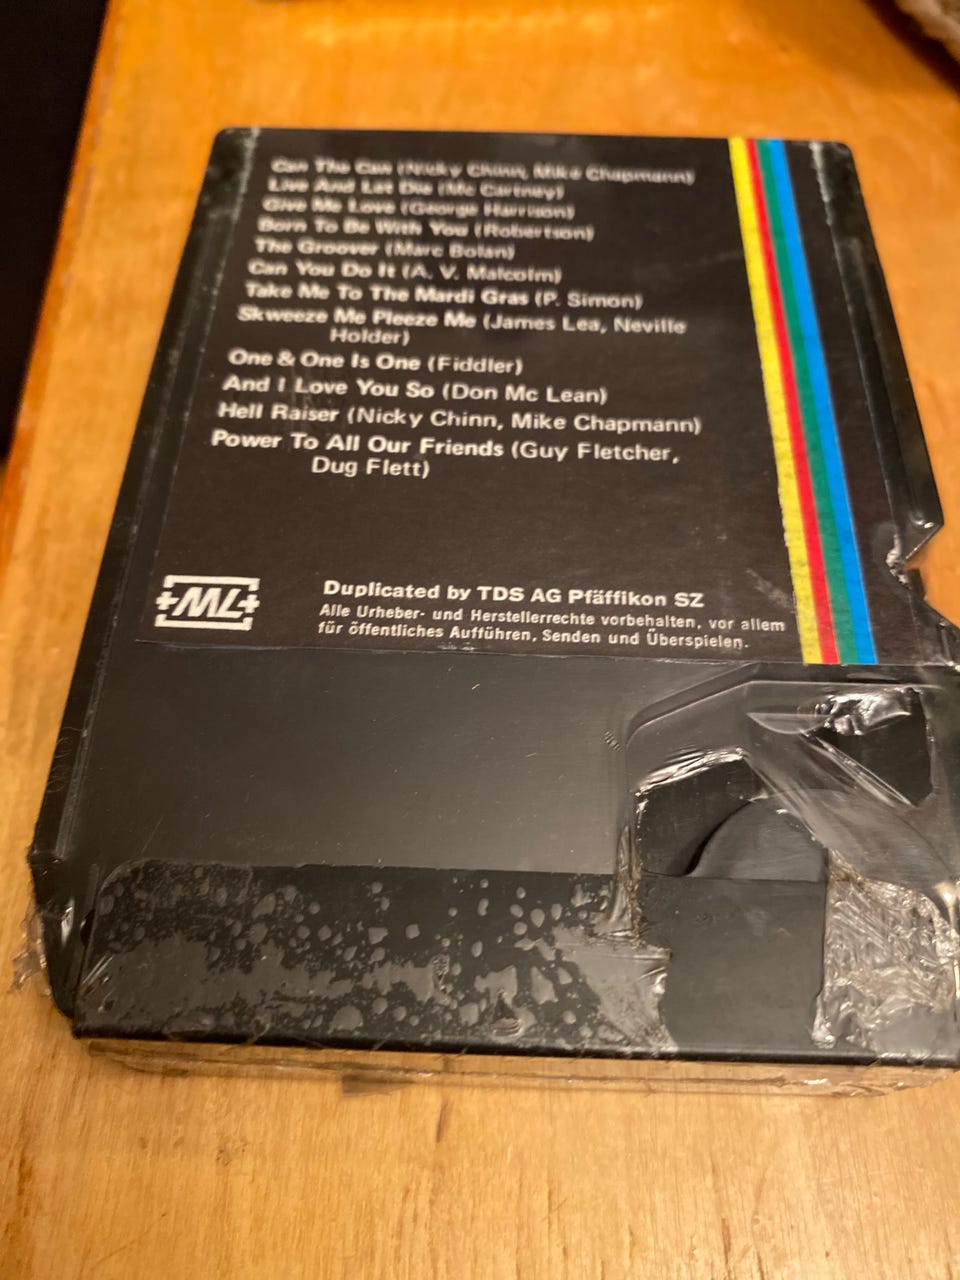 Can The Can (Nicky Chinn, Mike Chapmann)
Live And Let Die (Mc Cartney)
Give Me Love (George Harrison)
Born To Be With You (Robertson)
The Groover (Marc Bolan)
Can You Do It (A. V. Malcolm)
Take Me To The Mardi Gras (P. Simon)
Skweeze Me Pleeze Me (James Lea, Neville
Holder)
One & One Is One (Fiddler)
And I Love You So (Don Mc Lean)
Hell Raiser (Nicky Chinn, Mike Chapmann)
Power To All Our Friends (Guy Fletcher,
Dug Flett)
ML
Duplicated by TDS AG Pfäffikon SZ
Alle Urheber- und Herstellerrechte vorbehalten, vor allem
für öffentliches Aufführen, Senden und Überspielen.